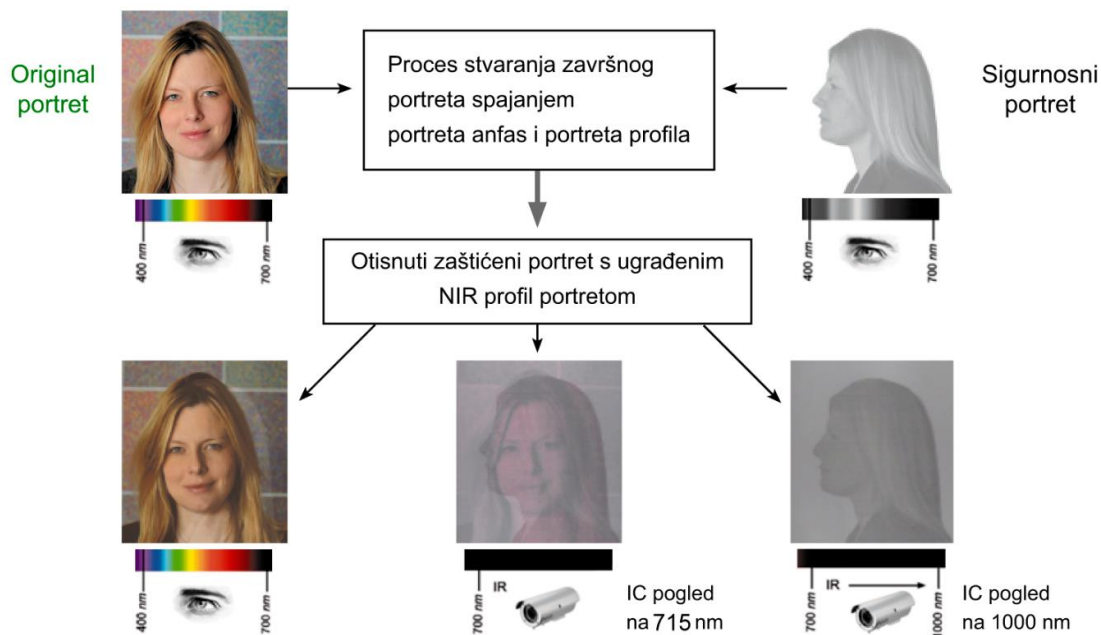 Original
portret
Proces stvaranja završnog
portreta spajanjem
portreta anfas i portreta profila
Sigurnosni
portret
400 nm
700 nm
400 nm
700 nm
Otisnuti zaštićeni portret s ugrađenim
NIR profil portretom
400 nm
700 nm
IR
700 nm
IC pogled
na 715 nm
IR
700 nm
1000 nm
IC pogled
na 1000 nm